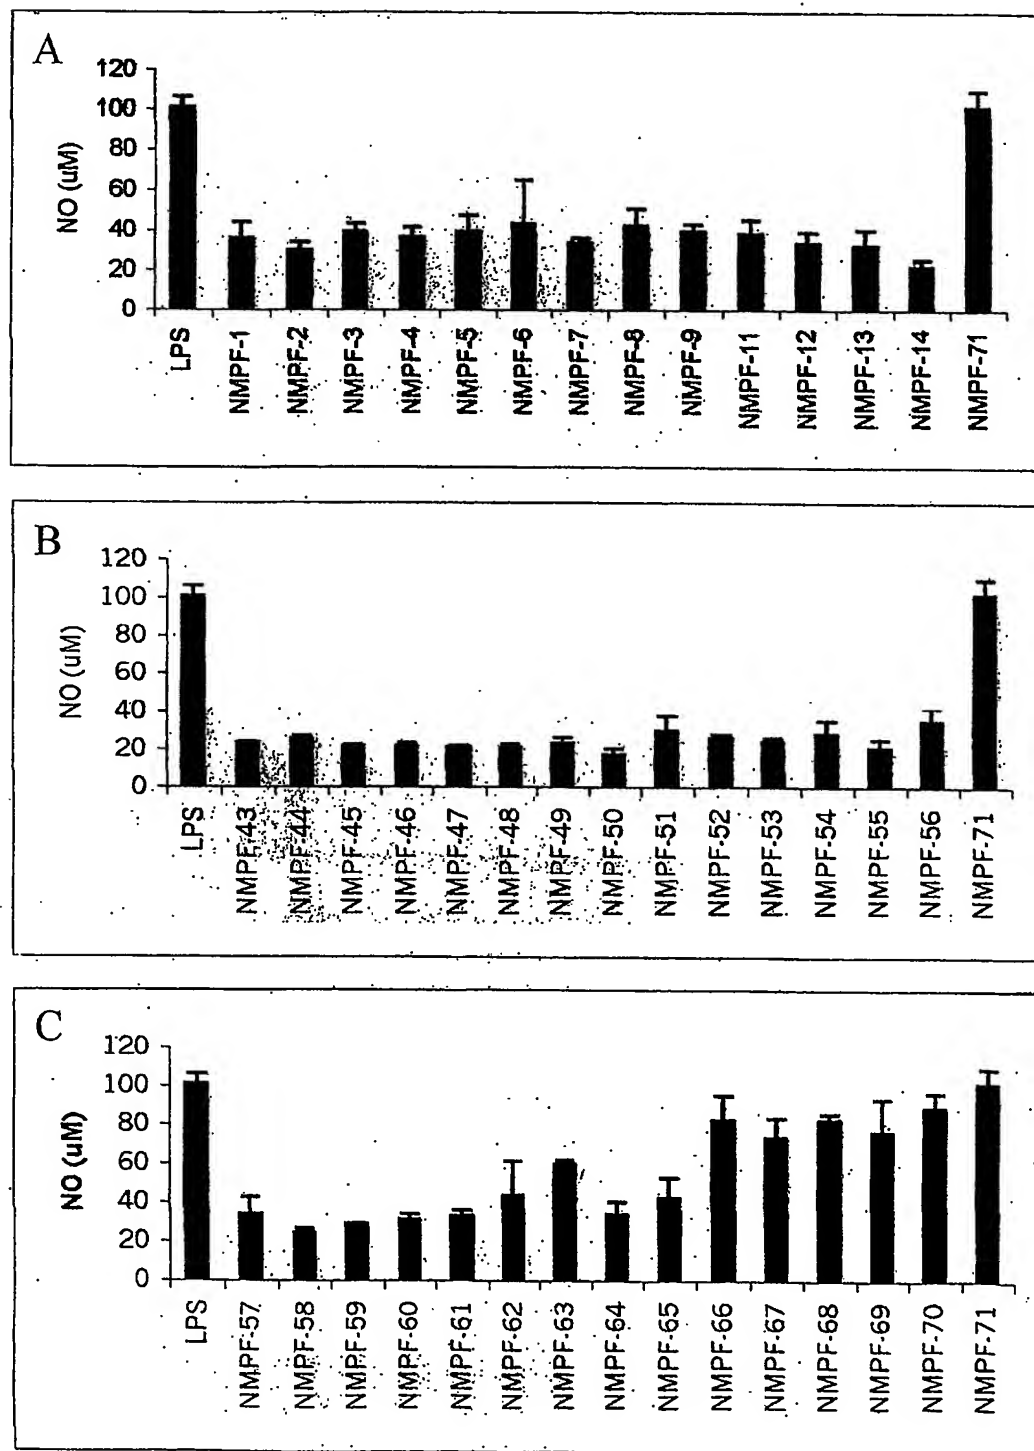 A
NO (uM)
120
100
80
60
40
20
0
LPS
NMPF-1
NMPF-2
NMPF-3
NMPF-4
NMPF-5
NMPF-6
NMPF-7
NMPF-8
NMPF-9
NMPF-11
NMPF-12
NMPF-13
NMPF-14
NMPF-71
B
NO (uM)
120
100
80
60
40
20
0
LPS
NMPF-43
NMPF-44
NMPF-45
NMPF-46
NMPF-47
NMPF-48
NMPF-49
NMPF-50
NMPF-51
NMPF-52
NMPF-53
NMPF-54
NMPF-55
NMPF-56
NMPF-71
C
NO (uM)
120
100
80
60
40
20
0
LPS
NMPF-57
NMPF-58
NMPF-59
NMPF-60
NMPF-61
NMPF-62
NMPF-63
NMPF-64
NMPF-65
NMPF-66
NMPF-67
NMPF-68
NMPF-69
NMPF-70
NMPF-71